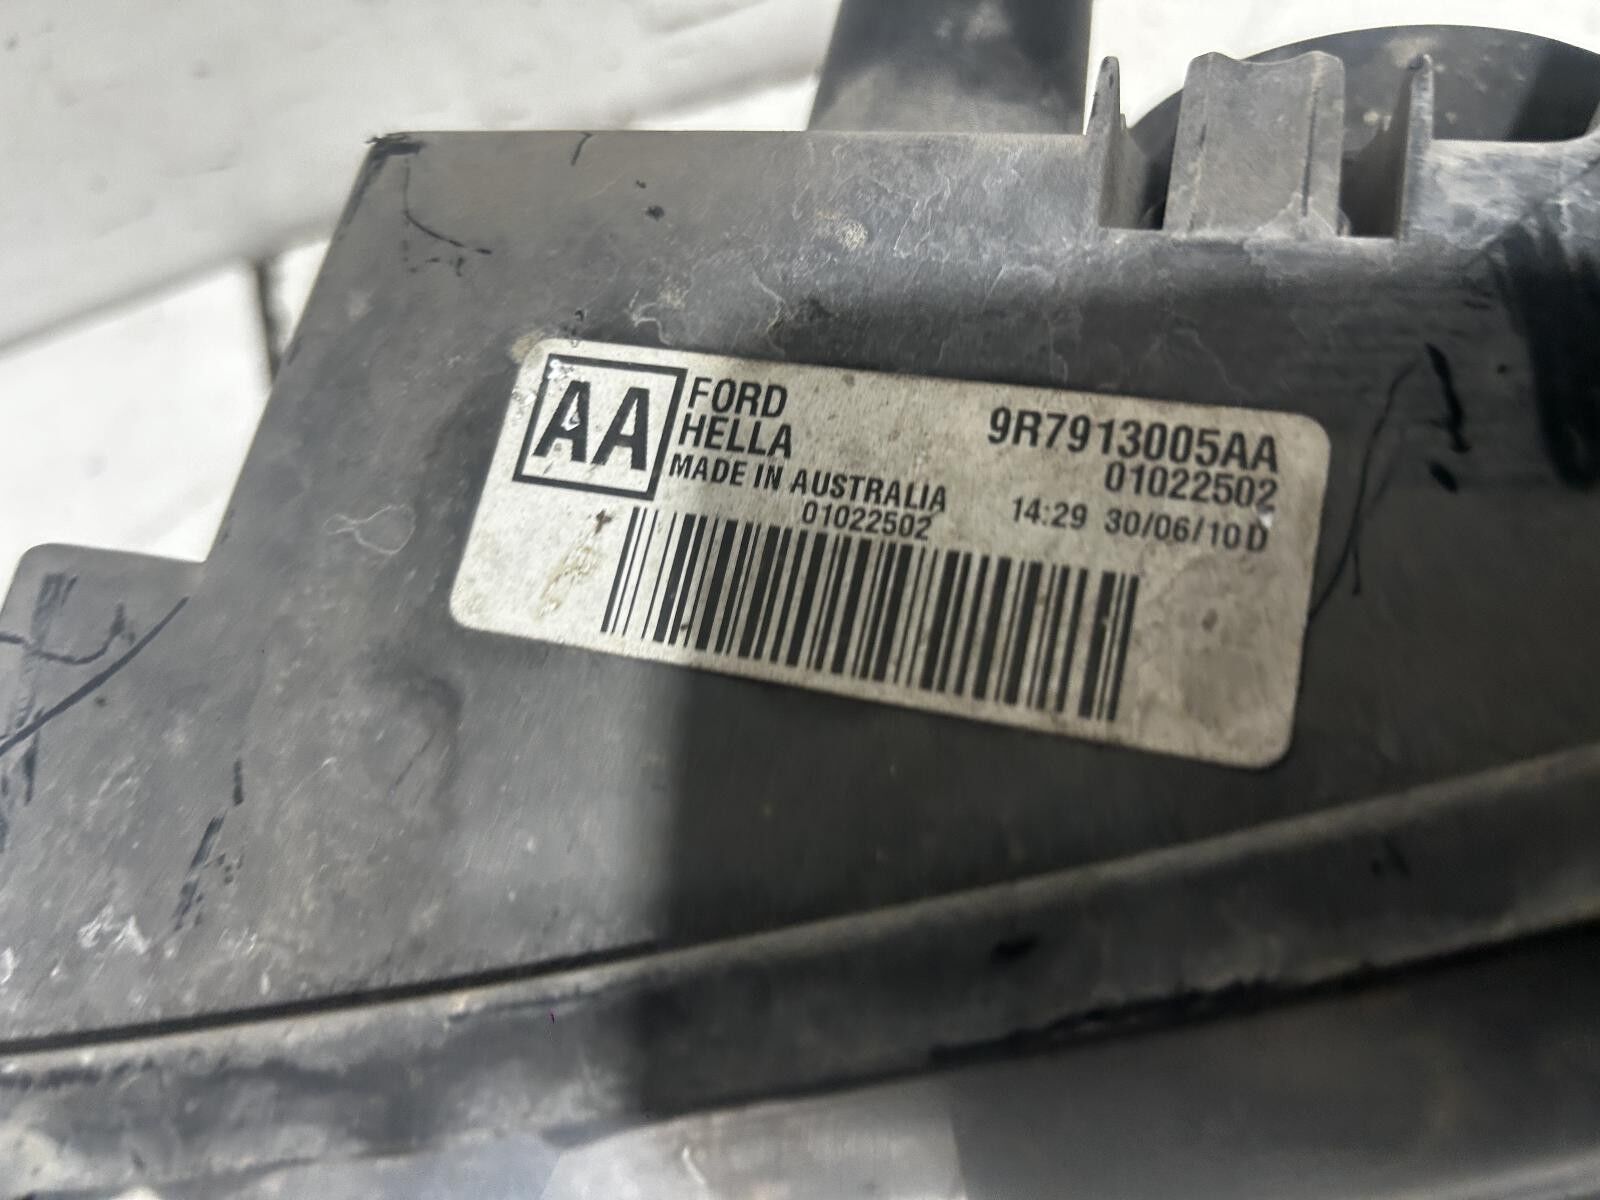 AA
FORD
HELLA
MADE IN AUSTRALIA
01022502
9R7913005AA
01022502
14:29 30/06/10D